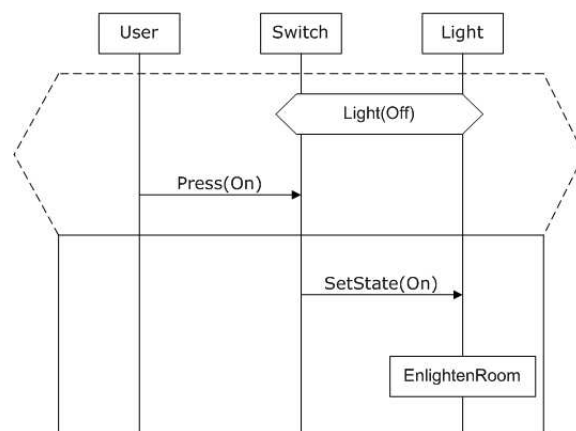 User
Switch
Light
Light(Off)
Press(On)
SetState(On)
EnlightenRoom